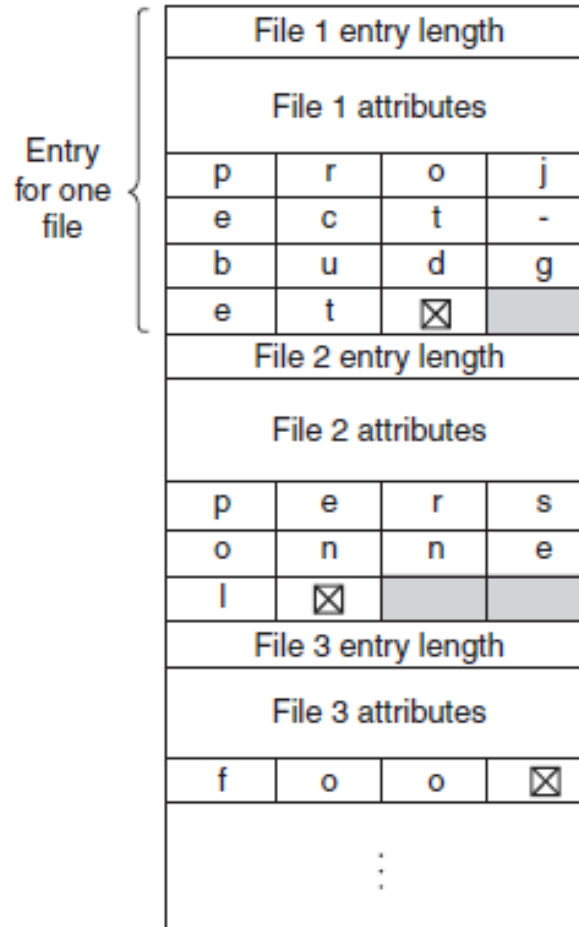 File 1 entry length
File 1 attributes
Entry
for one
file
p r o j
e c t -
b u d g
e t ☒
File 2 entry length
File 2 attributes
p e r s
o n n e
l ☒
File 3 entry length
File 3 attributes
f o o ☒
⋮